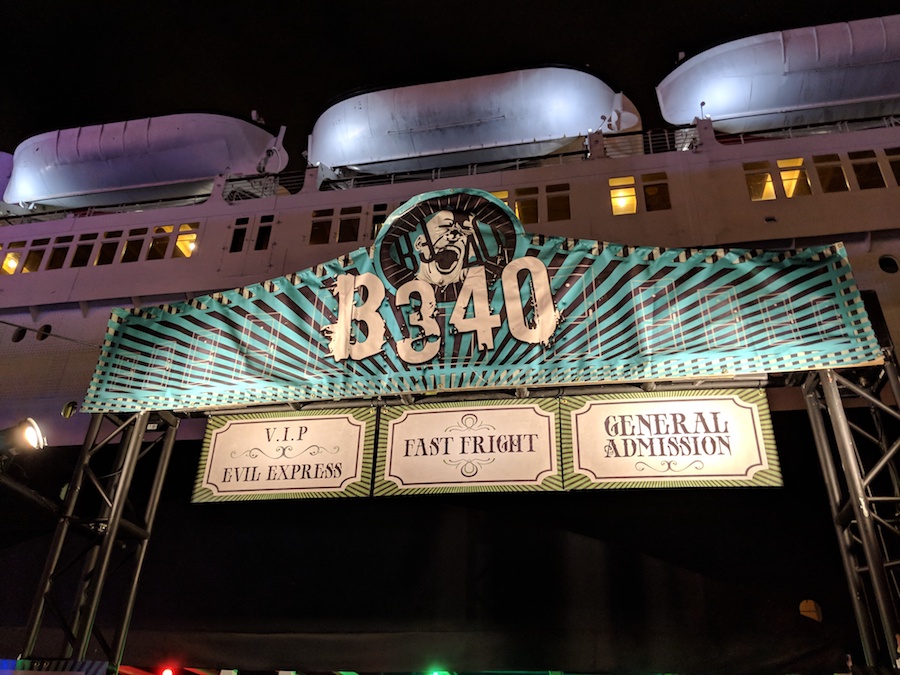 B340
V.I.P
EVIL EXPRESS
FAST FRIGHT
GENERAL
ADMISSION